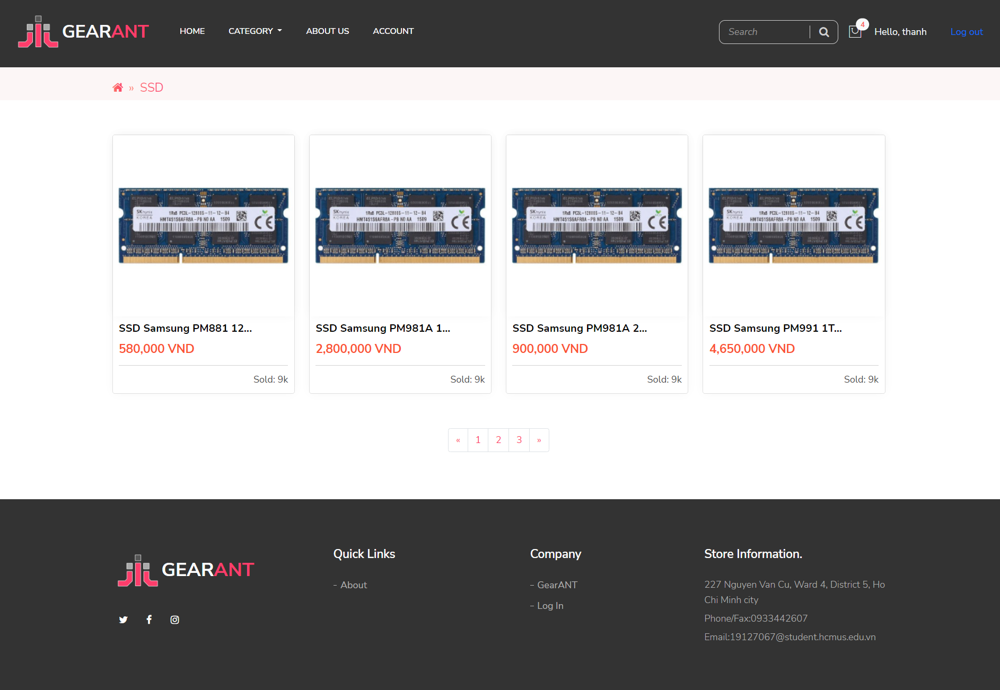 GEARANT
HOME
CATEGORY
ABOUT US
ACCOUNT
Search
4
Hello, thanh
Log out
» SSD
SK hynix
KOREA
1Rx8 PC3L-12800S-11-12-B4
HMT451S6AFR8A-PB N0 AA 1509
SK hynix
KOREA
1Rx8 PC3L-12800S-11-12-B4
HMT451S6AFR8A-PB N0 AA 1509
SK hynix
KOREA
1Rx8 PC3L-12800S-11-12-B4
HMT451S6AFR8A-PB N0 AA 1509
SK hynix
KOREA
1Rx8 PC3L-12800S-11-12-B4
HMT451S6AFR8A-PB N0 AA 1509
SSD Samsung PM881 12...
580,000 VND
Sold: 9k
SSD Samsung PM981A 1...
2,800,000 VND
Sold: 9k
SSD Samsung PM981A 2...
900,000 VND
Sold: 9k
SSD Samsung PM991 1T...
4,650,000 VND
Sold: 9k
« 1 2 3 »
GEARANT
Quick Links
- About
Company
- GearANT
- Log In
Store Information.
227 Nguyen Van Cu, Ward 4, District 5, Ho
Chi Minh city
Phone/Fax:0933442607
Email:19127067@student.hcmus.edu.vn